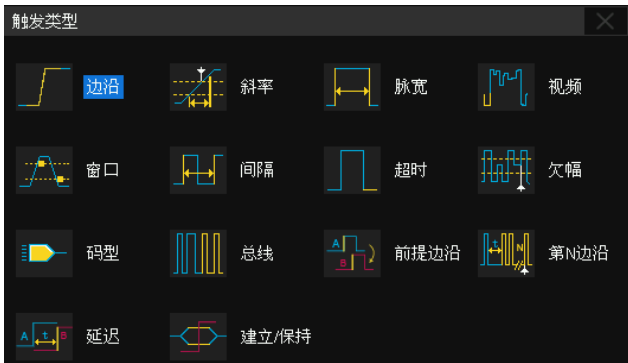 触发类型
边沿 斜率 脉宽 视频
窗口 间隔 超时 欠幅
码型 总线 A B 前提边沿 t N 第N边沿
A t B 延迟 建立/保持